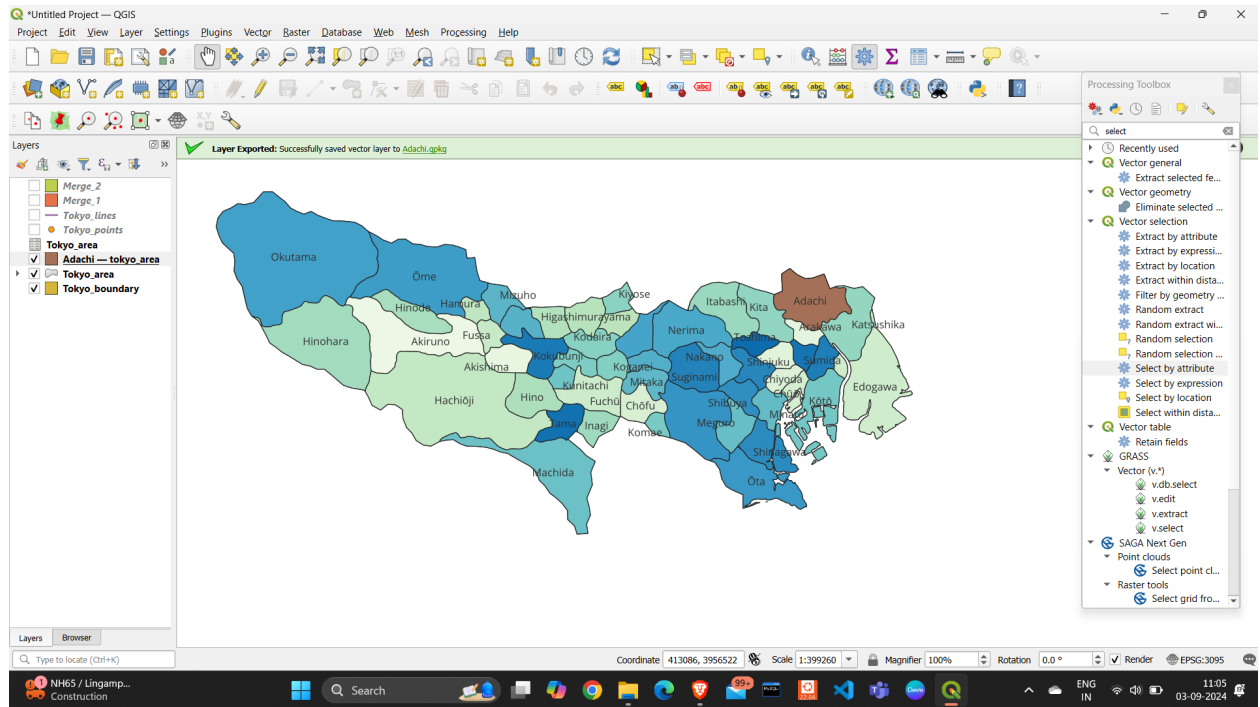 *Untitled Project — QGIS
Project Edit View Layer Settings Plugins Vector Raster Database Web Mesh Processing Help
Layers
Layer Exported: Successfully saved vector layer to Adachi.gpkg
Merge_2
Merge_1
Tokyo_lines
Tokyo_points
Tokyo_area
Adachi — tokyo_area
Tokyo_area
Tokyo_boundary
Okutama
Ōme
Mizuho
Hinode
Hamura
Hinohara
Akiruno
Fussa
Akishima
Hachiōji
Kiyose
Higashimurayama
Kodaira
Kokubunji
Koganei
Kunitachi
Mitaka
Hino
Fuchū
Chōfu
Tama
Inagi
Komae
Machida
Itabashi
Kita
Adachi
Nerima
Toshima
Arakawa
Katsushika
Nakano
Shinjuku
Sumida
Suginami
Chiyoda
Edogawa
Chūō
Shibuya
Kōtō
Minato
Meguro
Shinagawa
Ōta
Processing Toolbox
select
Recently used
Vector general
Extract selected fe...
Vector geometry
Eliminate selected ...
Vector selection
Extract by attribute
Extract by expressi...
Extract by location
Extract within dista...
Filter by geometry ...
Random extract
Random extract wi...
Random selection
Random selection ...
Select by attribute
Select by expression
Select by location
Select within dista...
Vector table
Retain fields
GRASS
Vector (v.*)
v.db.select
v.edit
v.extract
v.select
SAGA Next Gen
Point clouds
Select point cl...
Raster tools
Select grid fro...
Layers Browser
Type to locate (Ctrl+K)
Coordinate 413086, 3956522 Scale 1:399260 Magnifier 100% Rotation 0.0 ° Render EPSG:3095
1 NH65 / Lingamp...
Construction
Search
99+
22.04
ENG
IN
11:05
03-09-2024